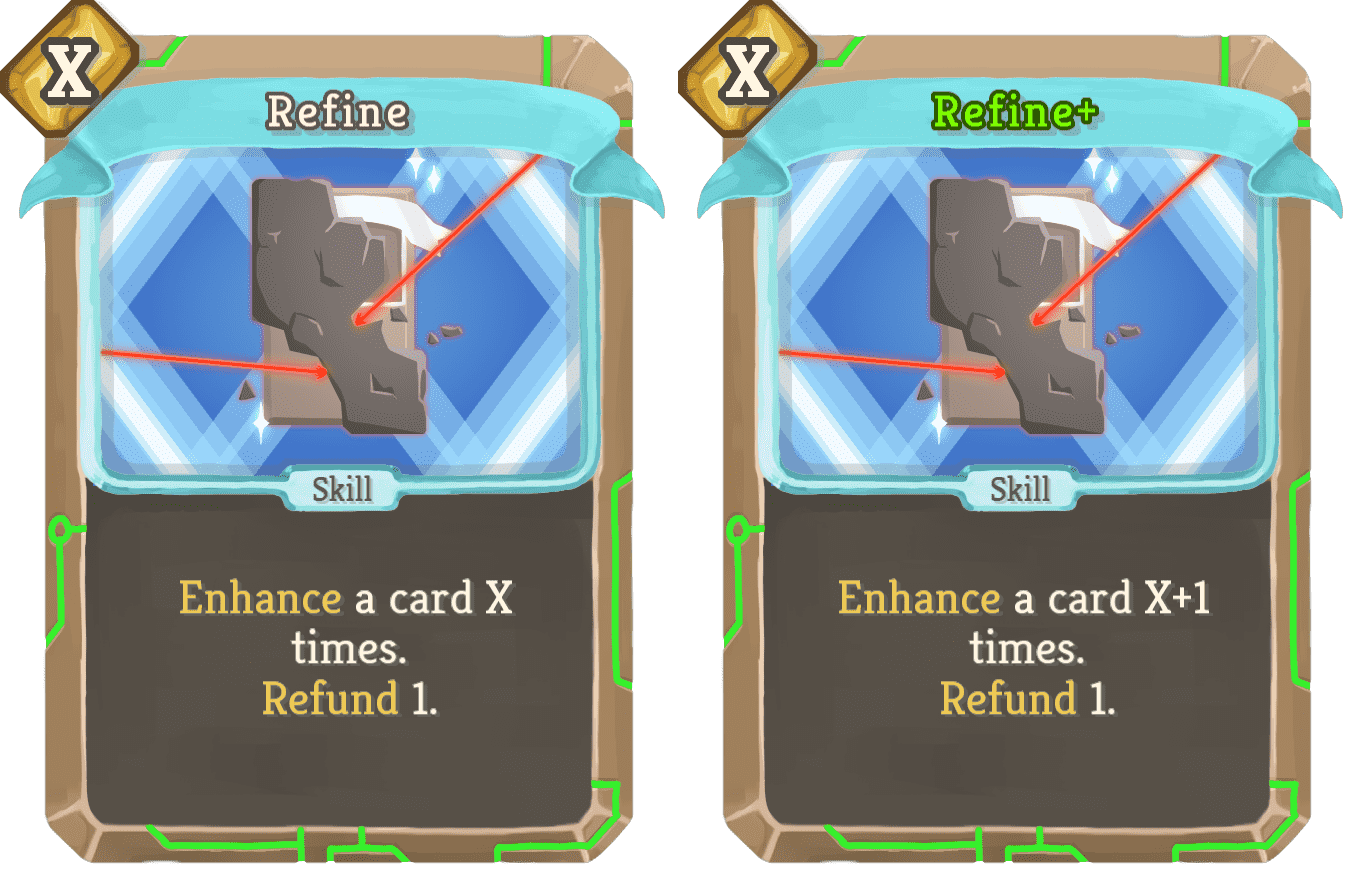 X
Refine
Skill
Enhance a card X
times.
Refund 1.
X
Refine+
Skill
Enhance a card X+1
times.
Refund 1.